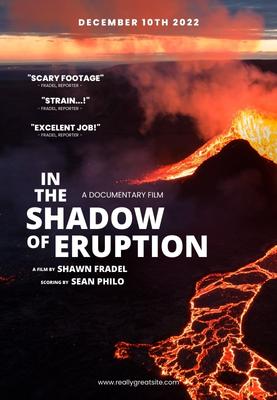 DECEMBER 10TH 2022
"SCARY FOOTAGE"
- FRADEL, REPORTER -
"STRAIN...!"
- FRADEL, REPORTER -
"EXCELENT JOB!"
- FRADEL, REPORTER -
IN
THE
A DOCUMENTARY FILM
SHADOW
OF ERUPTION
A FILM BY SHAWN FRADEL
SCORING BY SEAN PHILO
www.reallygreatsite.com